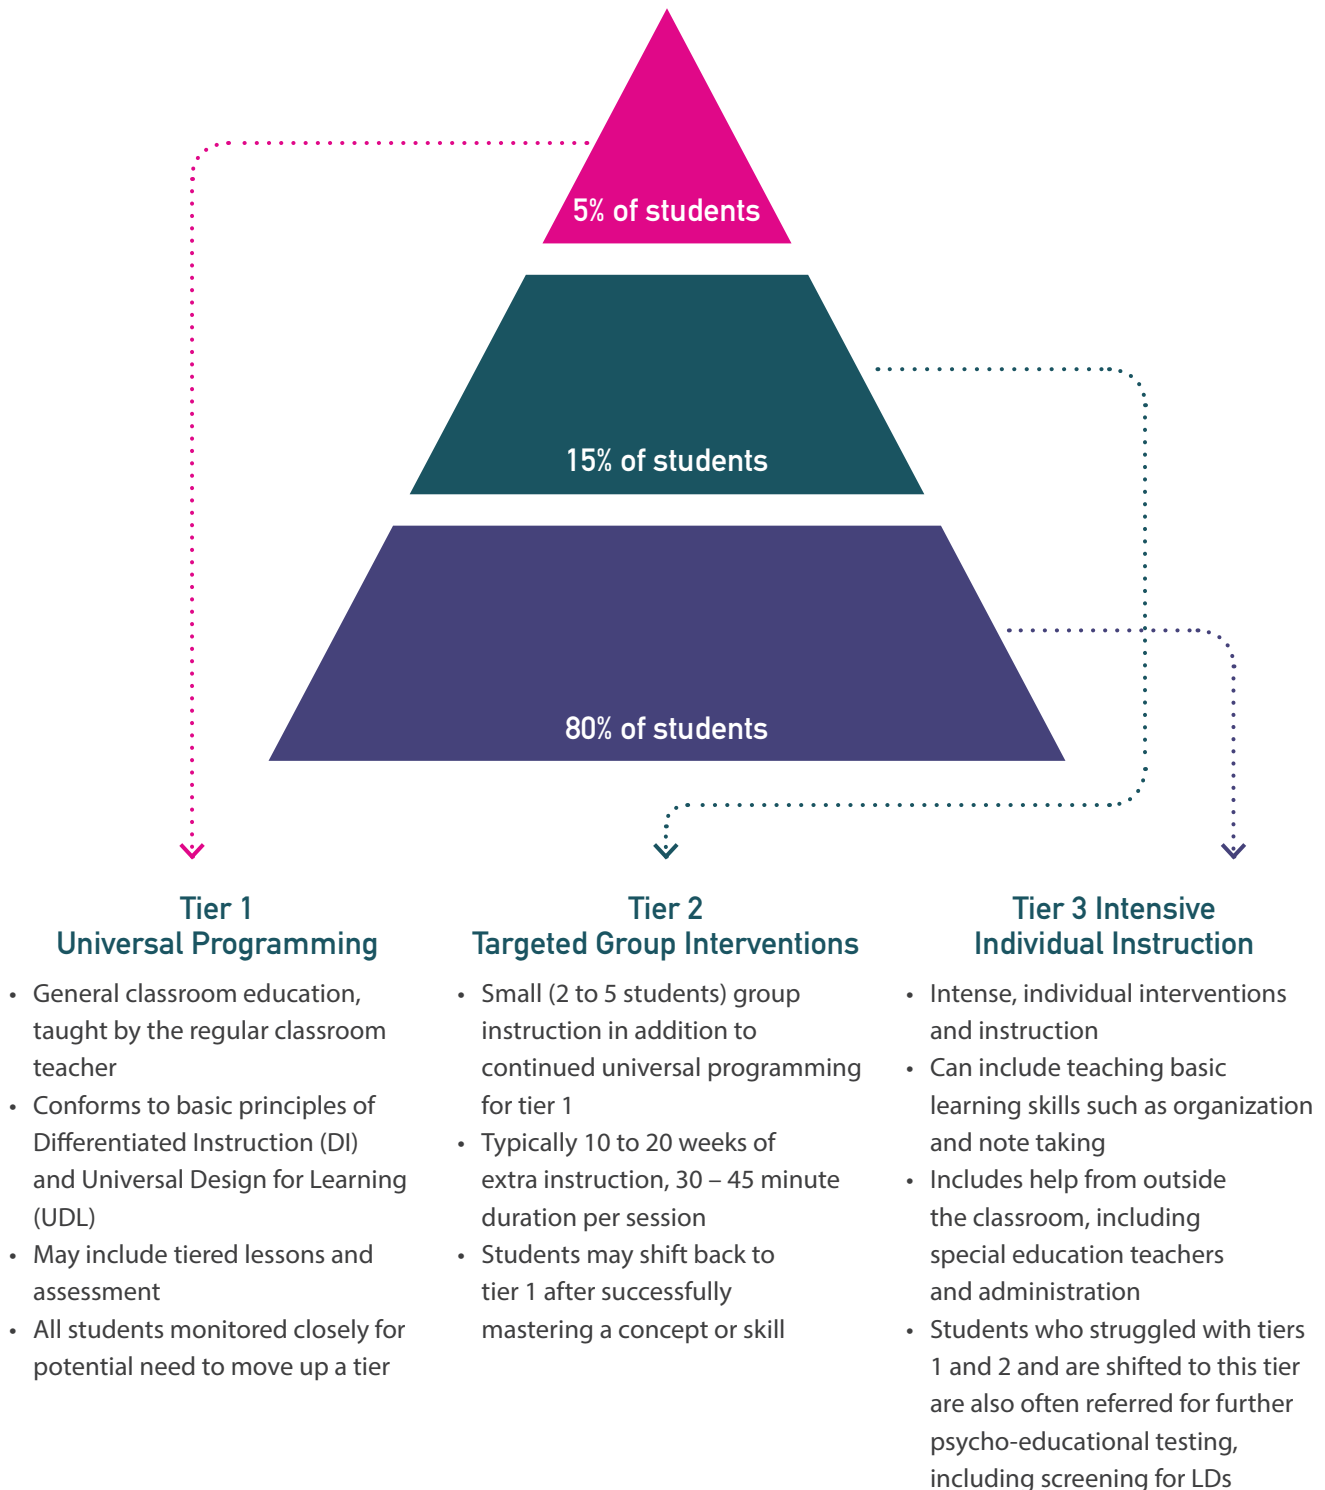 5% of students
15% of students
80% of students
Tier 1
Universal Programming
• General classroom education,
taught by the regular classroom
teacher
• Conforms to basic principles of
Differentiated Instruction (DI)
and Universal Design for Learning
(UDL)
• May include tiered lessons and
assessment
• All students monitored closely for
potential need to move up a tier
Tier 2
Targeted Group Interventions
• Small (2 to 5 students) group
instruction in addition to
continued universal programming
for tier 1
• Typically 10 to 20 weeks of
extra instruction, 30 – 45 minute
duration per session
• Students may shift back to
tier 1 after successfully
mastering a concept or skill
Tier 3 Intensive
Individual Instruction
• Intense, individual interventions
and instruction
• Can include teaching basic
learning skills such as organization
and note taking
• Includes help from outside
the classroom, including
special education teachers
and administration
• Students who struggled with tiers
1 and 2 and are shifted to this tier
are also often referred for further
psycho-educational testing,
including screening for LDs